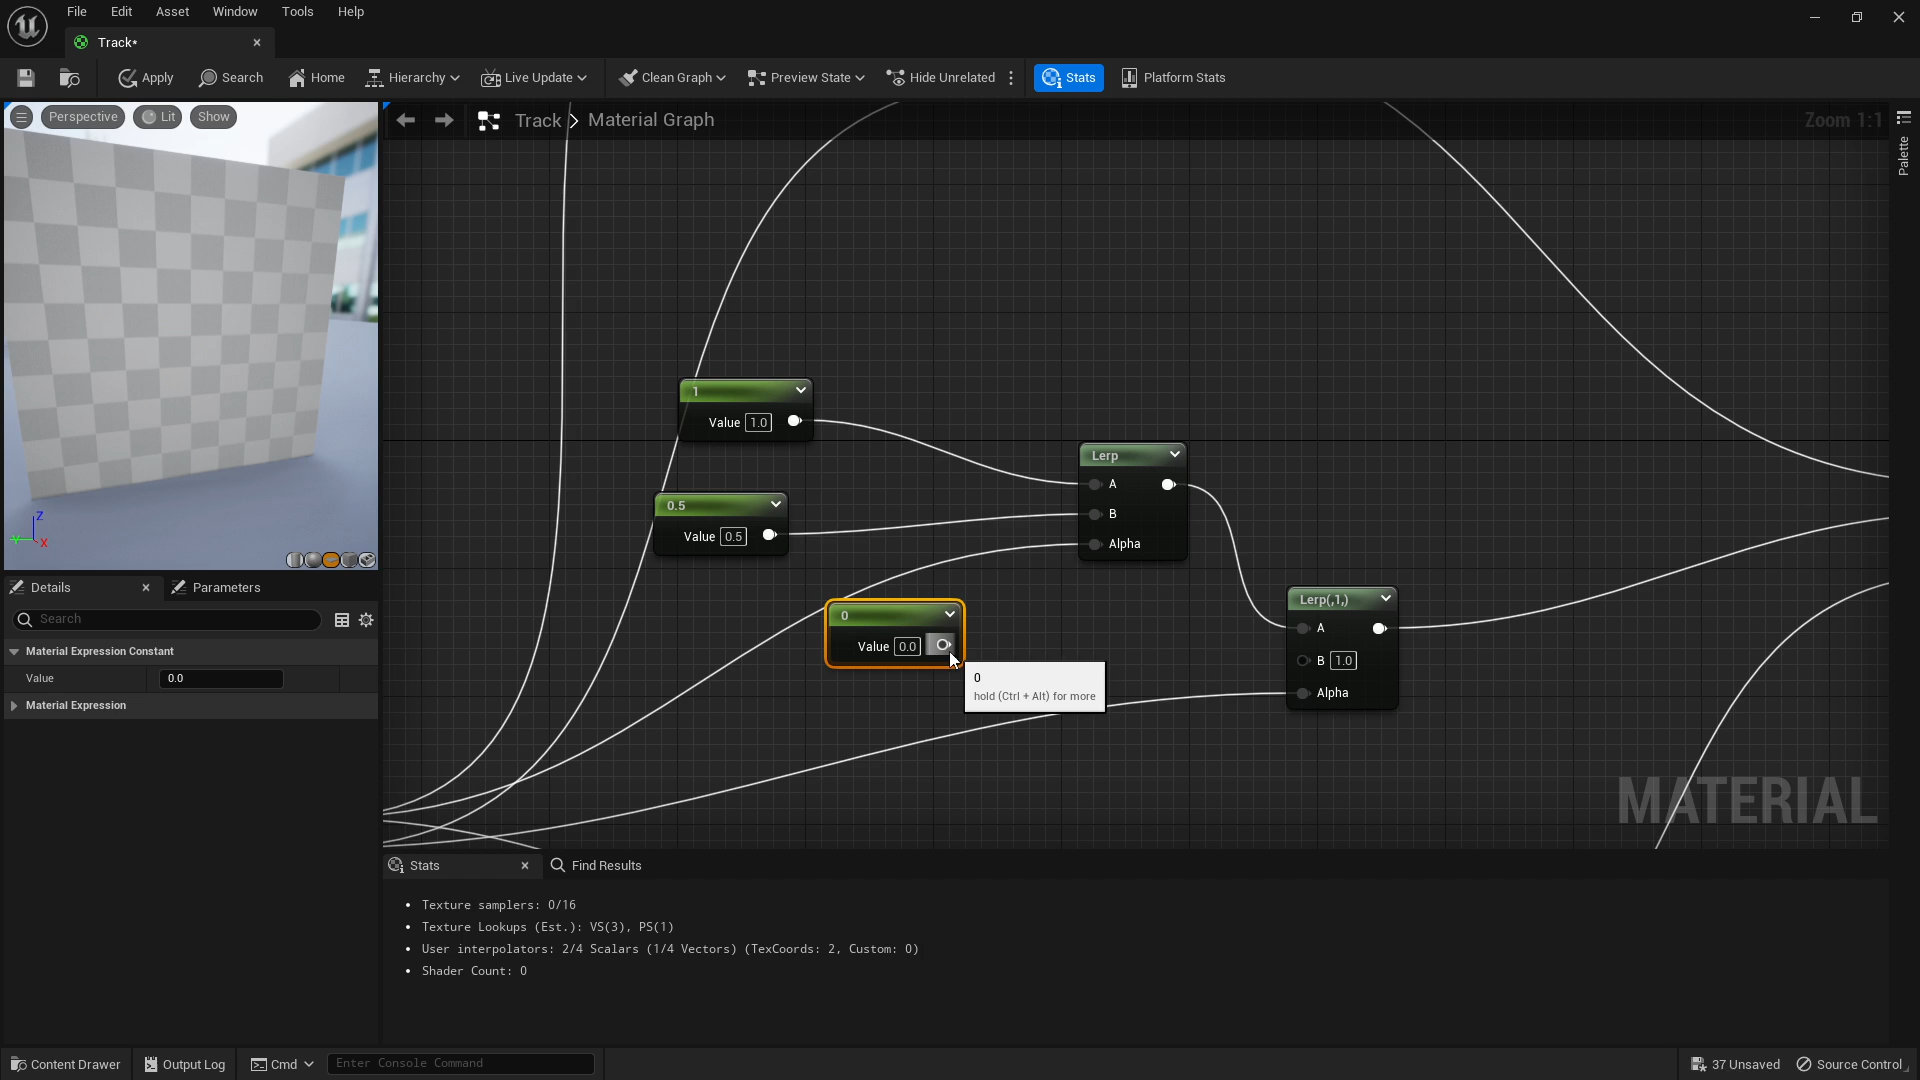 File Edit Asset Window Tools Help
Track*
Apply Search Home Hierarchy Live Update Clean Graph Preview State Hide Unrelated Stats Platform Stats
Perspective Lit Show
Track > Material Graph
Zoom 1:1
Palette
1
Value 1.0
0.5
Value 0.5
Lerp
A
B
Alpha
0
Value 0.0
0
hold (Ctrl + Alt) for more
Lerp(,1,)
A
B 1.0
Alpha
MATERIAL
Z
Y
X
Details Parameters
Search
Material Expression Constant
Value 0.0
Material Expression
Stats Find Results
• Texture samplers: 0/16
• Texture Lookups (Est.): VS(3), PS(1)
• User interpolators: 2/4 Scalars (1/4 Vectors) (TexCoords: 2, Custom: 0)
• Shader Count: 0
Content Drawer Output Log Cmd Enter Console Command 37 Unsaved Source Control